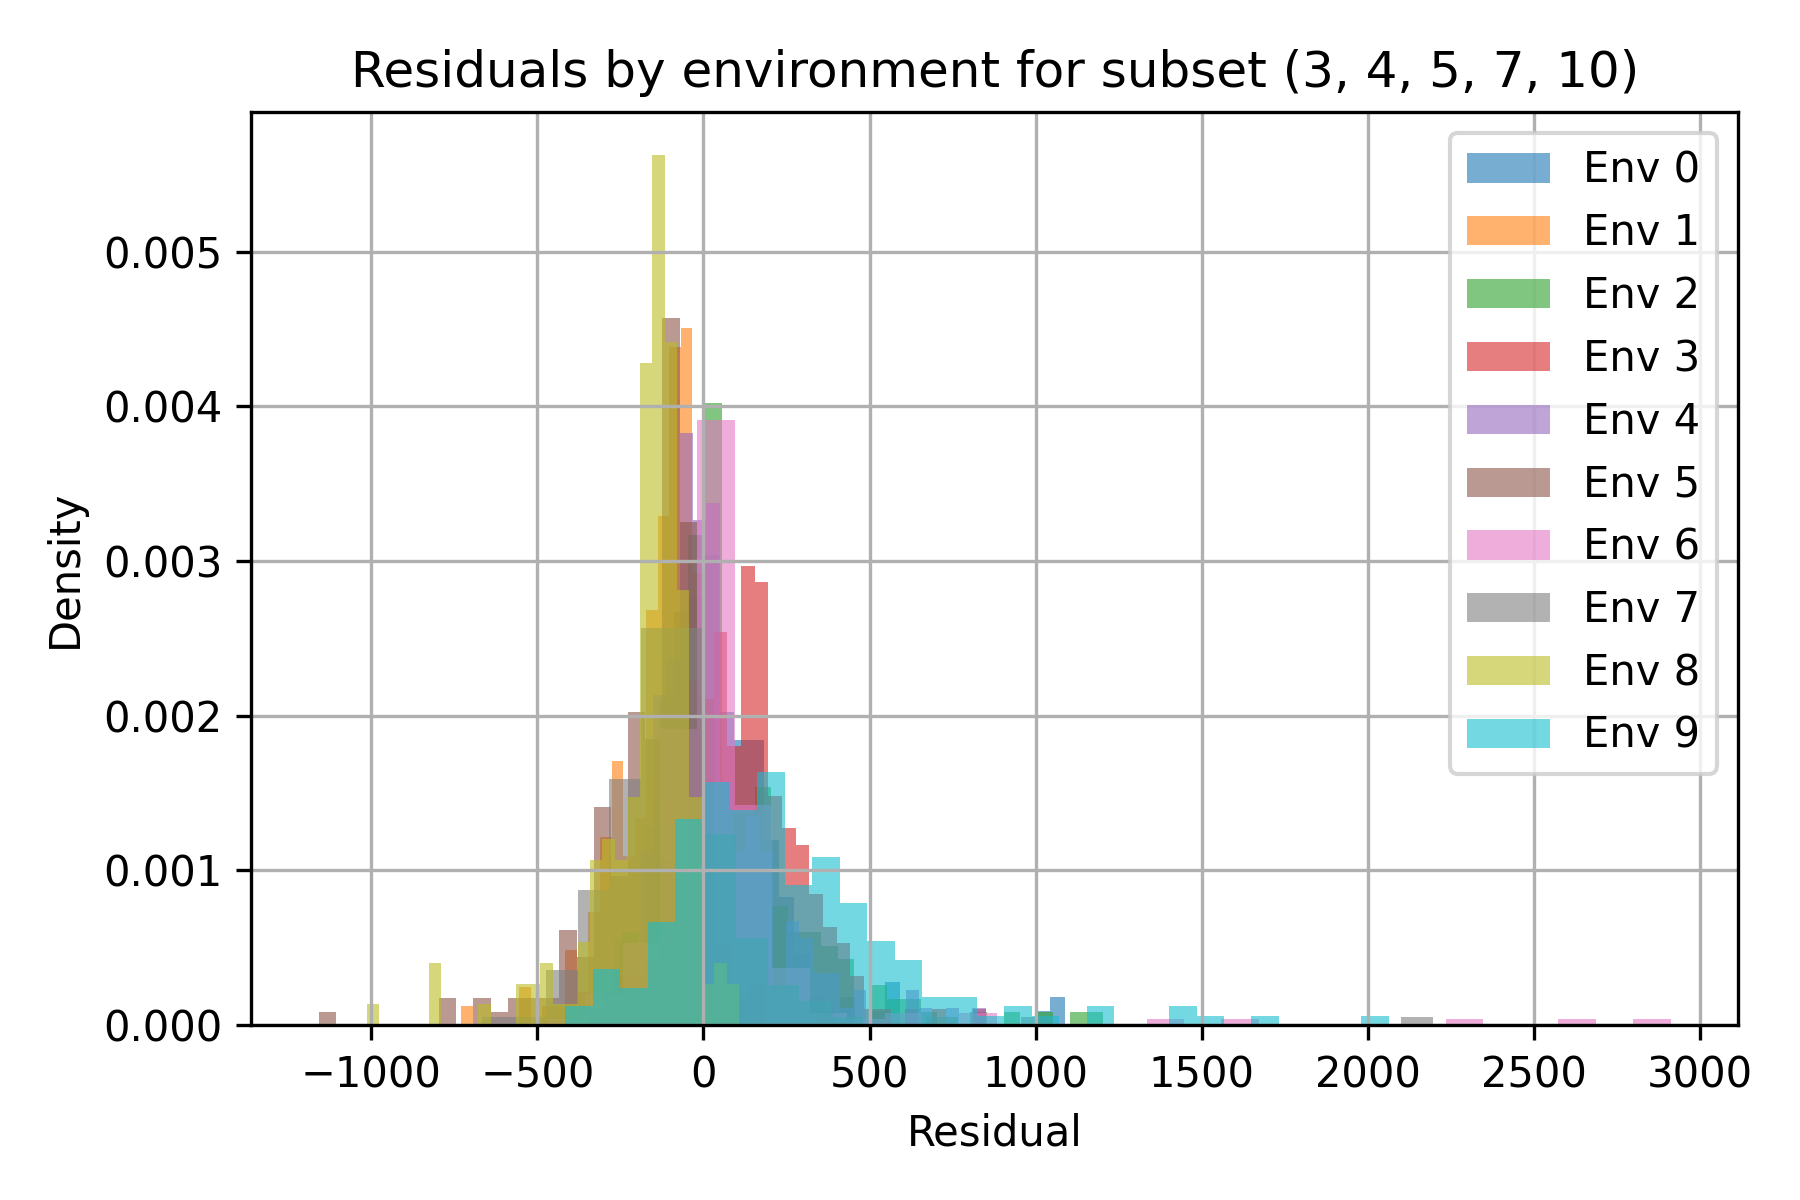 Residuals by environment for subset (3, 4, 5, 7, 10)
Density
0.005
0.004
0.003
0.002
0.001
0.000
−1000 −500 0 500 1000 1500 2000 2500 3000
Residual
Env 0
Env 1
Env 2
Env 3
Env 4
Env 5
Env 6
Env 7
Env 8
Env 9